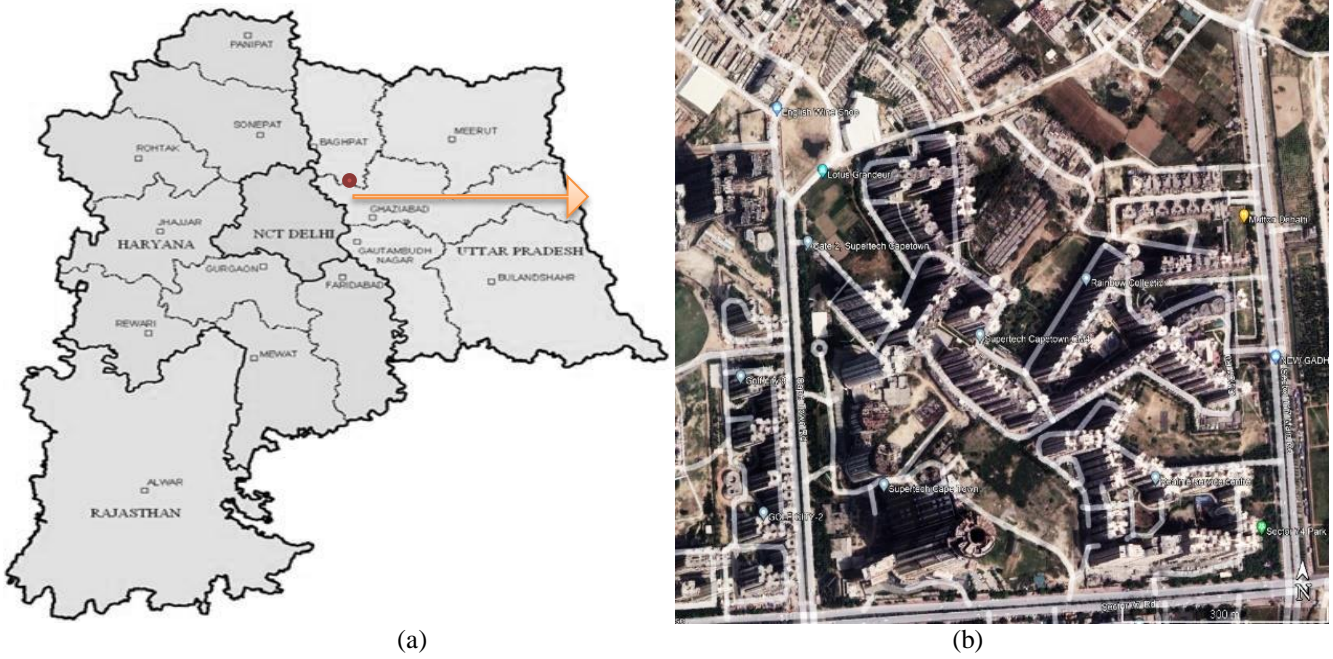 PANIPAT
SONEPAT
ROHTAK
BAGHPAT
MEERUT
JHAJJAR
HARYANA
NCT DELHI
GHAZIABAD
GAUTAMBUDH
NAGAR
UTTAR PRADESH
GURGAON
FARIDABAD
BULANDSHAHR
REWARI
MEWAT
ALWAR
RAJASTHAN
(a)
English Wine Shop
Lotus Grandeur
Gate 2, Supertech Capetown
Rainbow Collectio
Supertech Capetown
NEW GADH
Supertech CapeTown
GOLF CITY-2
Sector 74 Park
N
300 m
(b)